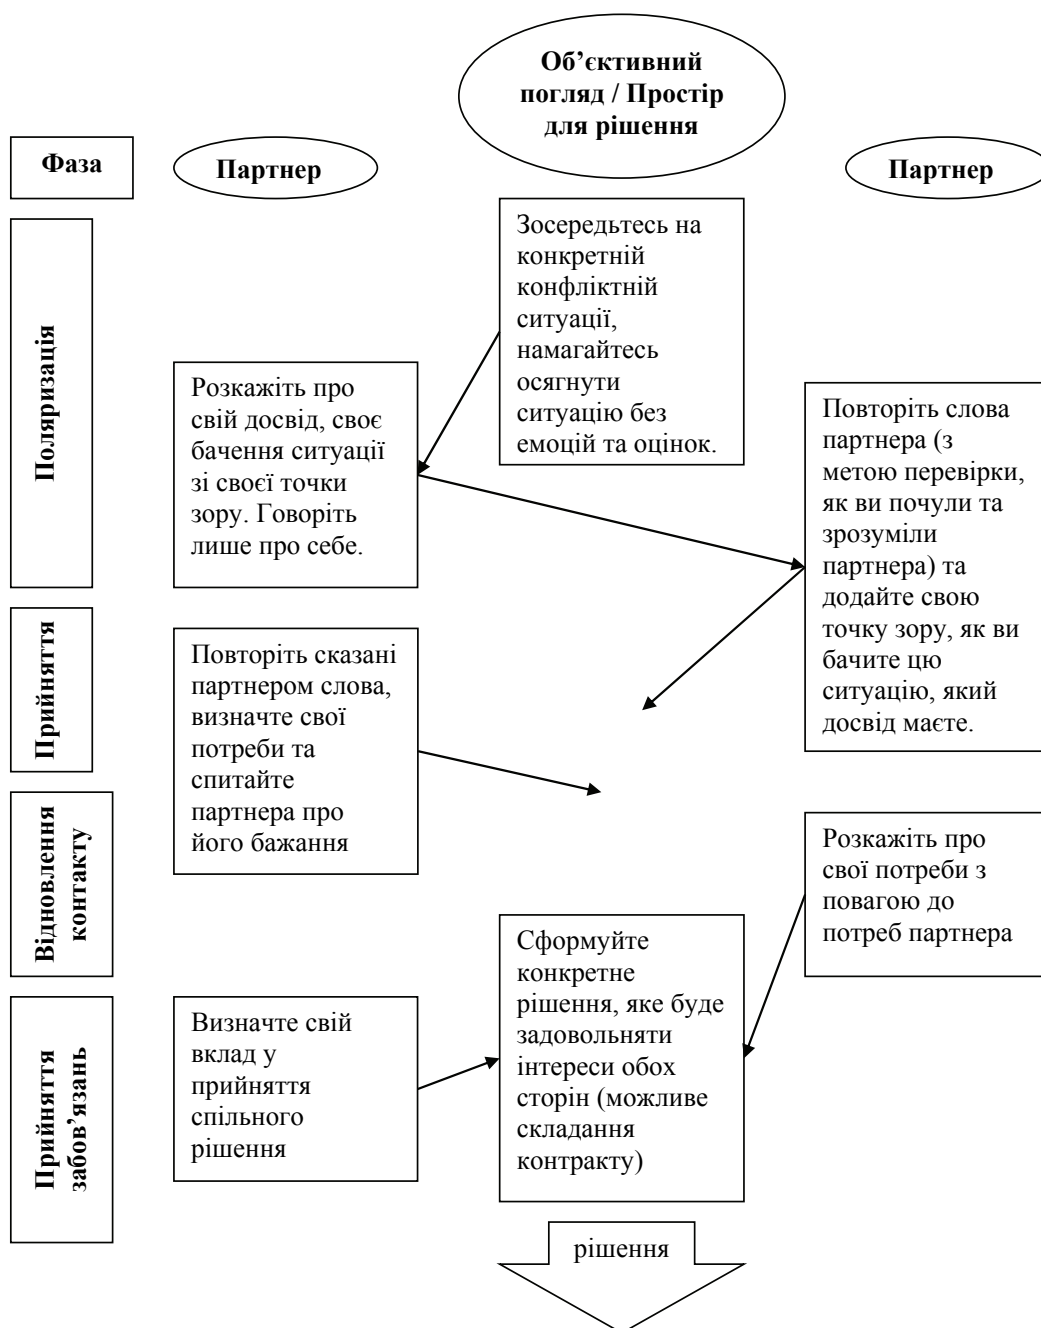 Об’єктивний
погляд / Простір
для рішення
Фаза
Партнер
Партнер
Поляризація
Зосередьтесь на
конкретній
конфліктній
ситуації,
намагайтесь
осягнути
ситуацію без
емоцій та оцінок.
Розкажіть про
свій досвід, своє
бачення ситуації
зі своєї точки
зору. Говоріть
лише про себе.
Повторіть слова
партнера (з
метою перевірки,
як ви почули та
зрозуміли
партнера) та
додайте свою
точку зору, як ви
бачите цю
ситуацію, який
досвід маєте.
Прийняття
Повторіть сказані
партнером слова,
визначте свої
потреби та
спитайте
партнера про
його бажання
Відновлення
контакту
Розкажіть про
свої потреби з
повагою до
потреб партнера
Прийняття
забов’язань
Визначте свій
вклад у
прийняття
спільного
рішення
Сформуйте
конкретне
рішення, яке буде
задовольняти
інтереси обох
сторін (можливе
складання
контракту)
рішення